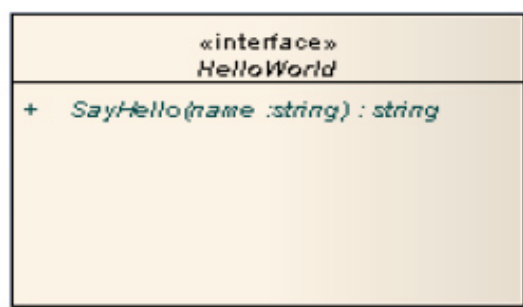 «interface»
HelloWorld
+ SayHello(name :string) : string